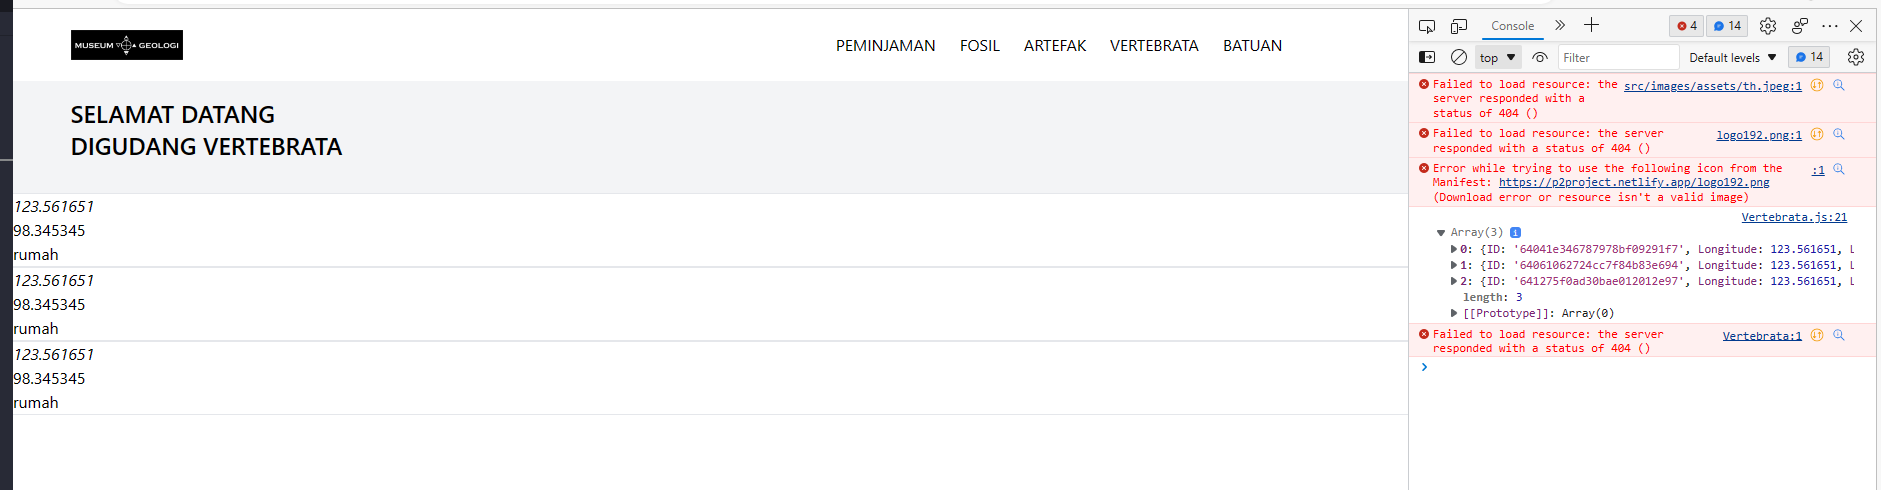 MUSEUM GEOLOGI
PEMINJAMAN FOSIL ARTEFAK VERTEBRATA BATUAN
SELAMAT DATANG
DIGUDANG VERTEBRATA
123.561651
98.345345
rumah
123.561651
98.345345
rumah
123.561651
98.345345
rumah
Console 4 14
top Filter Default levels 14
Failed to load resource: the src/images/assets/th.jpeg:1
server responded with a
status of 404 ()
Failed to load resource: the server logo192.png:1
responded with a status of 404 ()
Error while trying to use the following icon from the :1
Manifest: https://p2project.netlify.app/logo192.png
(Download error or resource isn't a valid image)
Vertebrata.js:21
Array(3) i
0: {ID: '64041e346787978bf09291f7', Longitude: 123.561651, L
1: {ID: '64061062724cc7f84b83e694', Longitude: 123.561651, L
2: {ID: '641275f0ad30bae012012e97', Longitude: 123.561651, L
length: 3
[[Prototype]]: Array(0)
Failed to load resource: the server Vertebrata:1
responded with a status of 404 ()